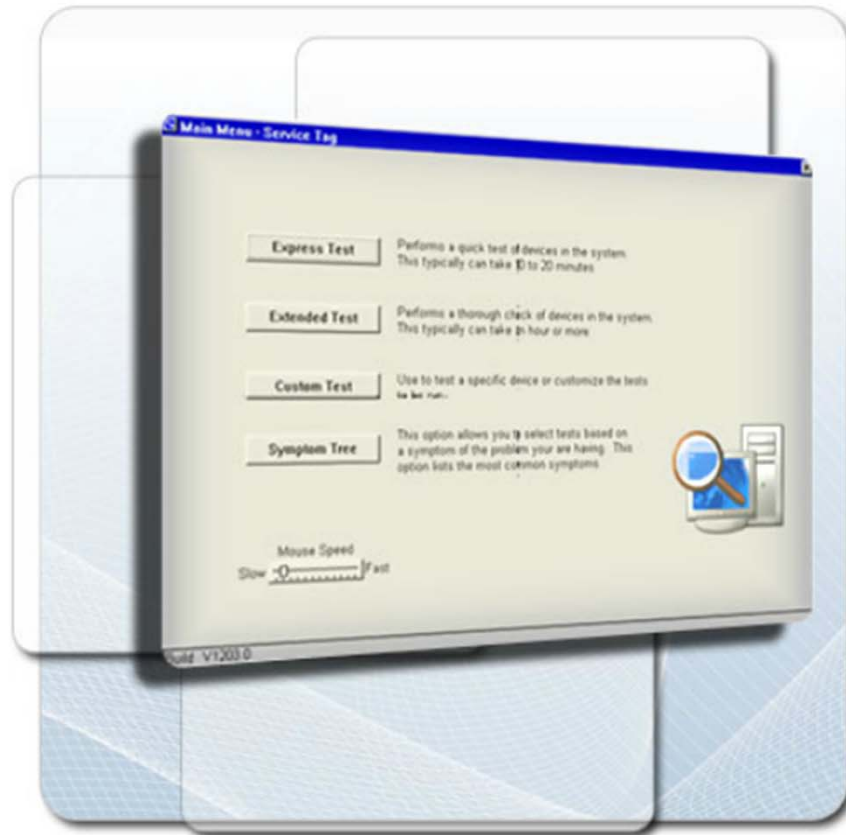 Main Menu - Service Tag
Express Test
Performs a quick test of devices in the system.
This typically can take 10 to 20 minutes
Extended Test
Performs a thorough check of devices in the system.
This typically can take an hour or more
Custom Test
Use to test a specific device or customize the tests
to be run.
Symptom Tree
This option allows you to select tests based on
a symptom of the problem your are having. This
option lists the most common symptoms
Mouse Speed
Slow Fast
Build V1203.0